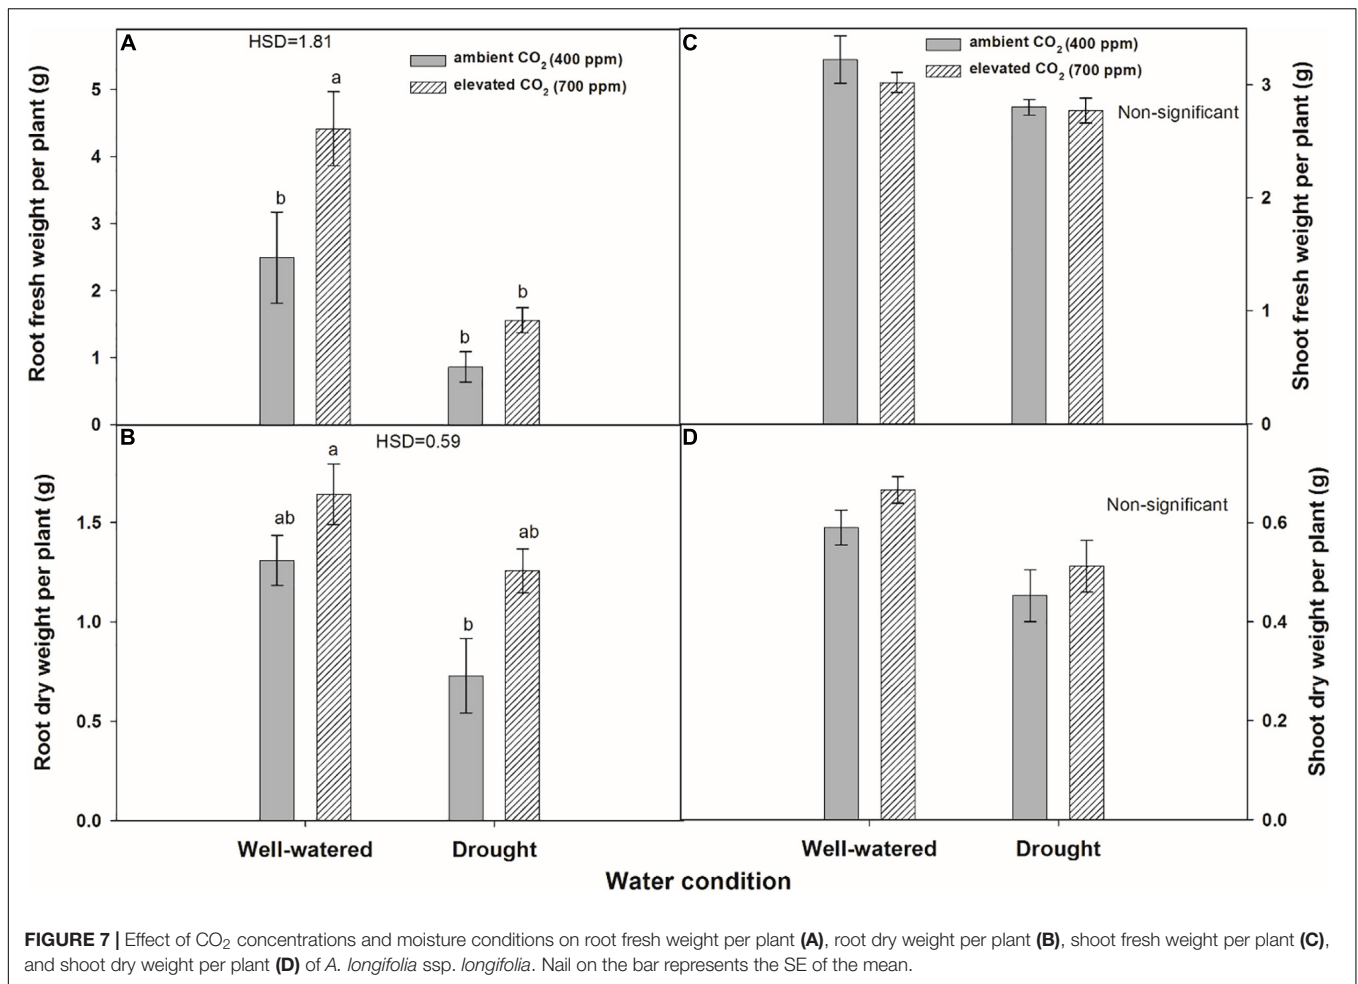 A
HSD=1.81
ambient CO2 (400 ppm)
elevated CO2 (700 ppm)
Root fresh weight per plant (g)
5
4
3
2
1
0
b
a
b
b
C
ambient CO2 (400 ppm)
elevated CO2 (700 ppm)
Non-significant
Shoot fresh weight per plant (g)
3
2
1
0
B
HSD=0.59
Root dry weight per plant (g)
1.5
1.0
0.5
0.0
ab
a
b
ab
D
Non-significant
Shoot dry weight per plant (g)
0.6
0.4
0.2
0.0
Well-watered
Drought
Well-watered
Drought
Water condition
FIGURE 7 | Effect of CO2 concentrations and moisture conditions on root fresh weight per plant (A), root dry weight per plant (B), shoot fresh weight per plant (C),
and shoot dry weight per plant (D) of A. longifolia ssp. longifolia. Nail on the bar represents the SE of the mean.